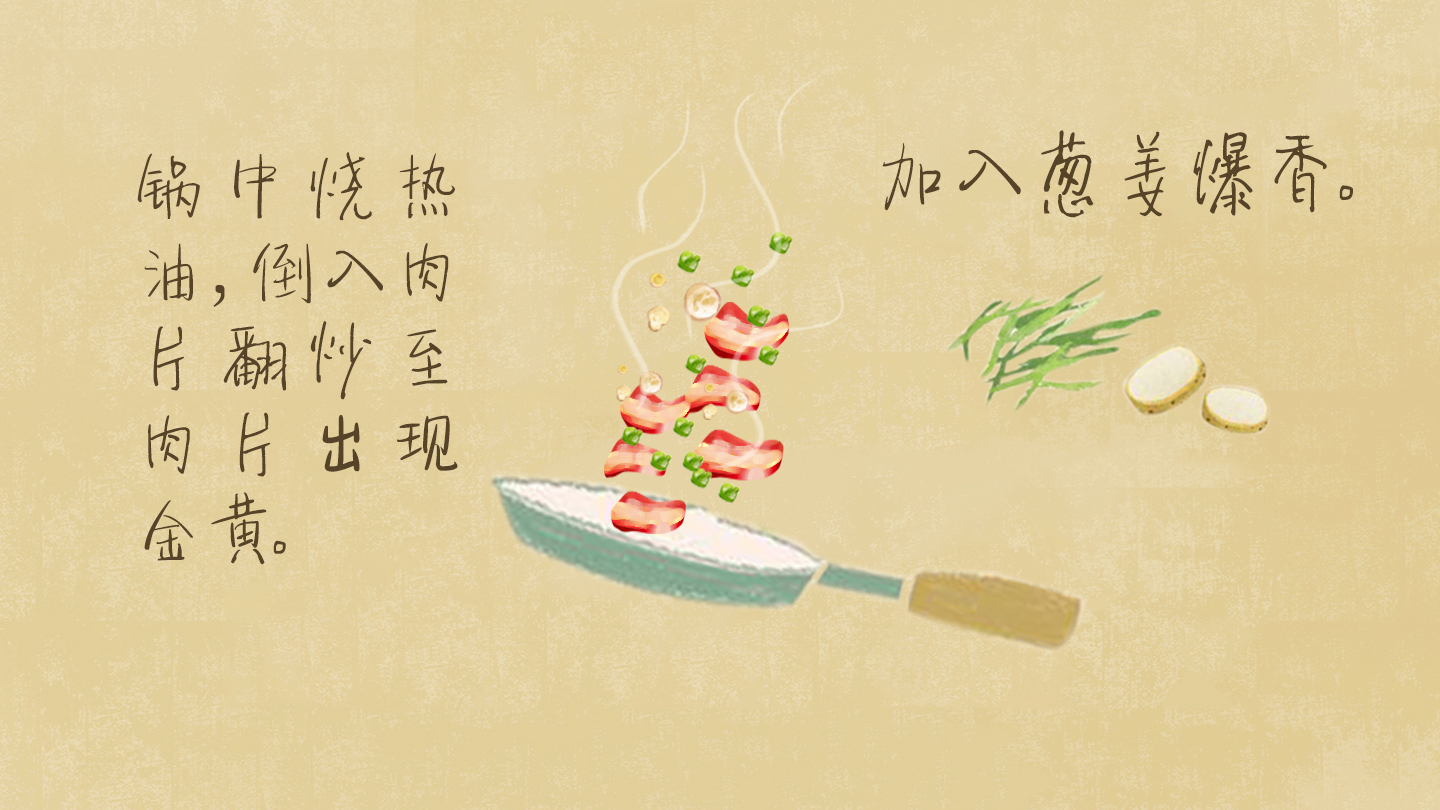 锅中烧热
油,倒入肉
片翻炒至
肉片出现
金黄。
加入葱姜爆香。